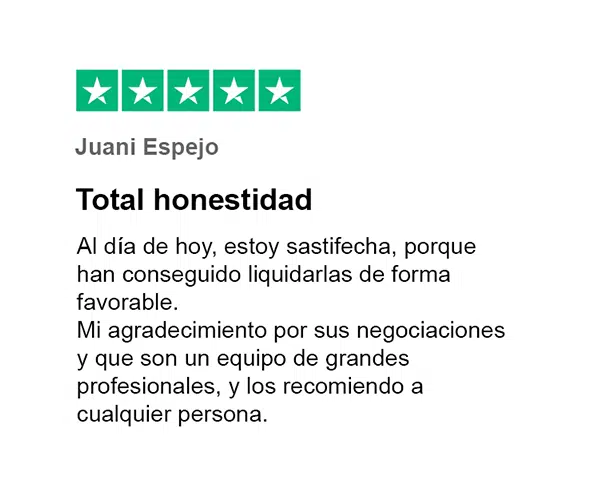 Juani Espejo
Total honestidad
Al día de hoy, estoy sastifecha, porque
han conseguido liquidarlas de forma
favorable.
Mi agradecimiento por sus negociaciones
y que son un equipo de grandes
profesionales, y los recomiendo a
cualquier persona.